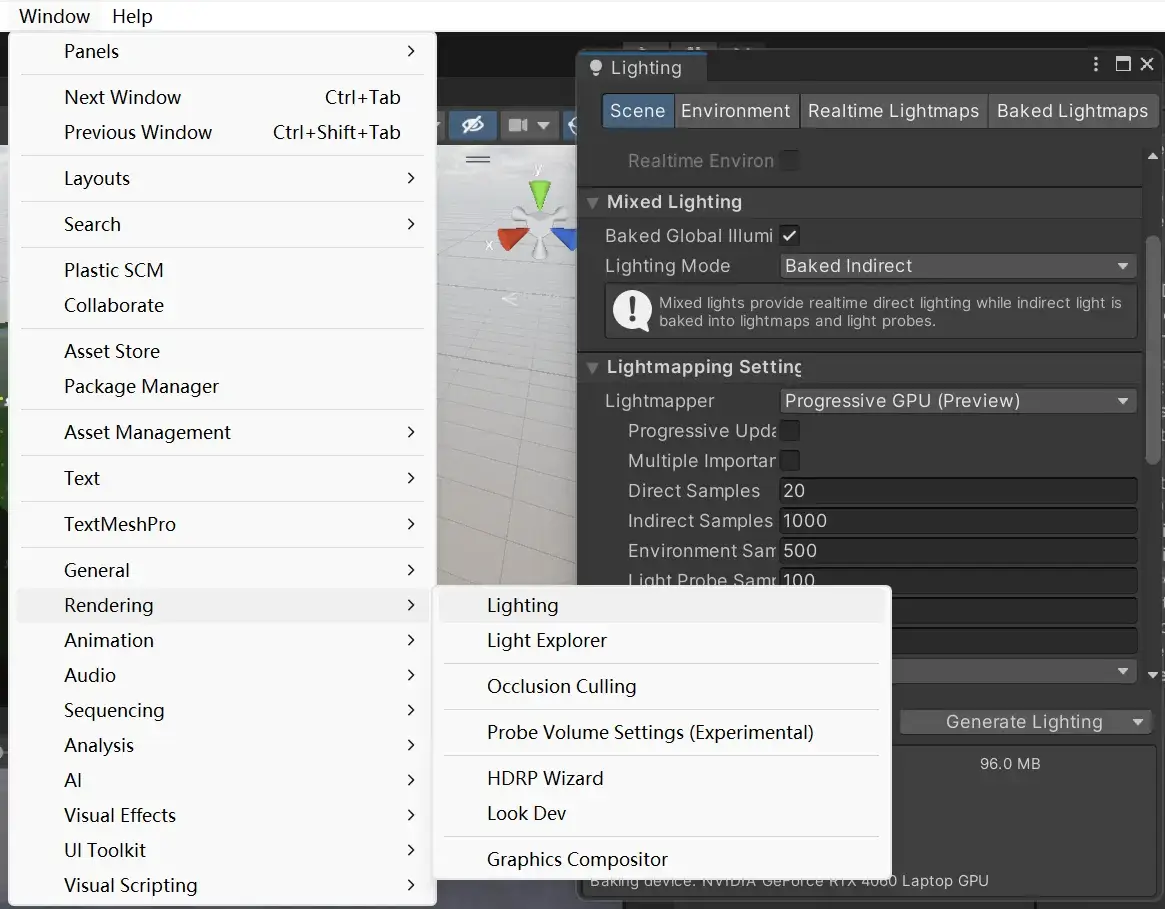 Window Help
Panels
Next Window Ctrl+Tab
Previous Window Ctrl+Shift+Tab
Layouts
Search
Plastic SCM
Collaborate
Asset Store
Package Manager
Asset Management
Text
TextMeshPro
General
Rendering
Animation
Audio
Sequencing
Analysis
AI
Visual Effects
UI Toolkit
Visual Scripting
Lighting
Light Explorer
Occlusion Culling
Probe Volume Settings (Experimental)
HDRP Wizard
Look Dev
Graphics Compositor
y
x
Lighting
Scene Environment Realtime Lightmaps Baked Lightmaps
Realtime Environ
Mixed Lighting
Baked Global Illumi
Lighting Mode Baked Indirect
Mixed lights provide realtime direct lighting while indirect light is
baked into lightmaps and light probes.
Lightmapping Setting
Lightmapper Progressive GPU (Preview)
Progressive Upda
Multiple Importar
Direct Samples 20
Indirect Samples 1000
Environment Sam 500
Light Probe Samp 100
Generate Lighting
96.0 MB
Baking device: NVIDIA GeForce RTX 4060 Laptop GPU